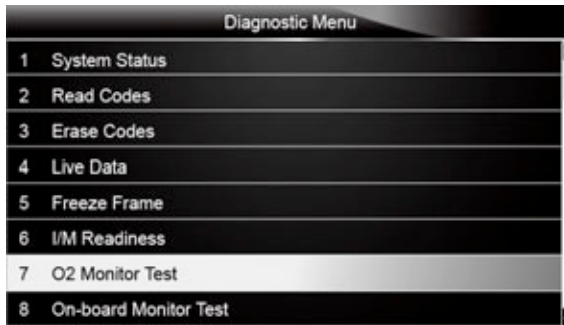 Diagnostic Menu
1 System Status
2 Read Codes
3 Erase Codes
4 Live Data
5 Freeze Frame
6 I/M Readiness
7 O2 Monitor Test
8 On-board Monitor Test